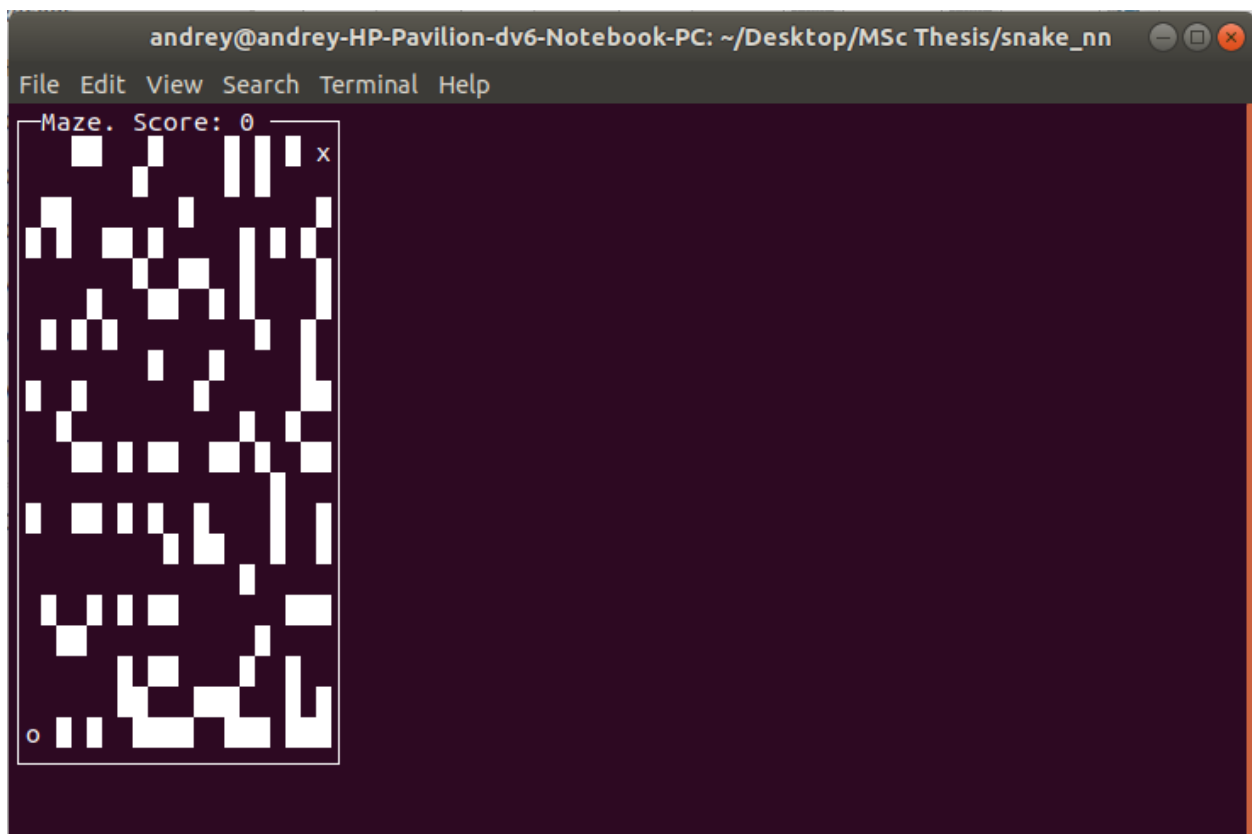 andrey@andrey-HP-Pavilion-dv6-Notebook-PC: ~/Desktop/MSc Thesis/snake_nn
File Edit View Search Terminal Help
Maze. Score: 0
x
o